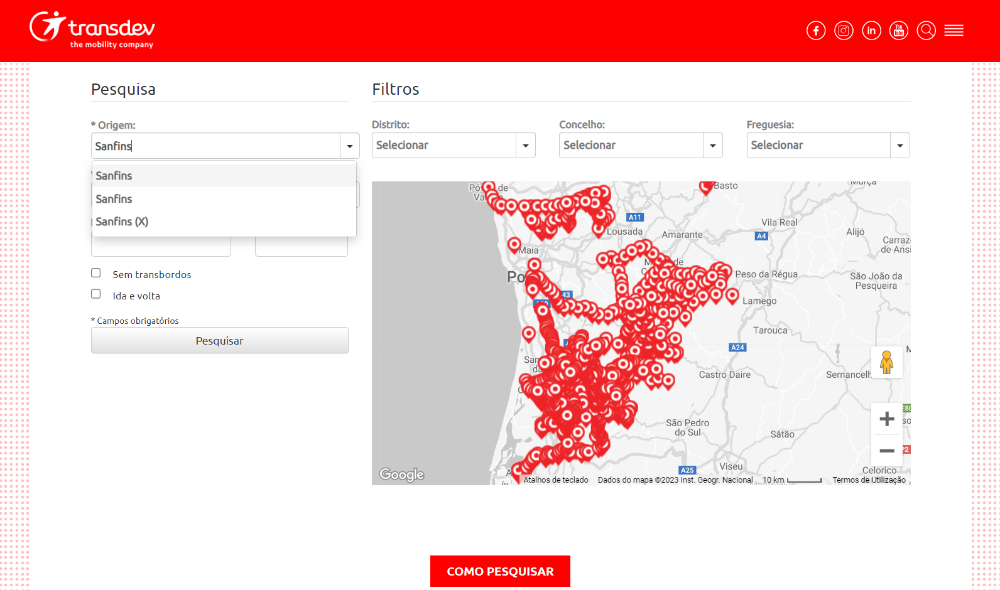 transdev
the mobility company
Pesquisa
* Origem:
Sanfins
Sanfins
Sanfins
Sanfins (X)
Sem transbordos
Ida e volta
* Campos obrigatórios
Pesquisar
Filtros
Distrito:
Selecionar
Concelho:
Selecionar
Freguesia:
Selecionar
Basto
A11
Vila Real
Lousada
Amarante
A4
Alijó
Maia
Peso da Régua
São João da
Pesqueira
43
Lamego
Tarouca
A24
Castro Daire
São Pedro
do Sul
Sátão
Viseu
A25
Celorico
Google
Atalhos de teclado
Dados do mapa ©2023 Inst. Geogr. Nacional
10 km
Termos de Utilização
COMO PESQUISAR